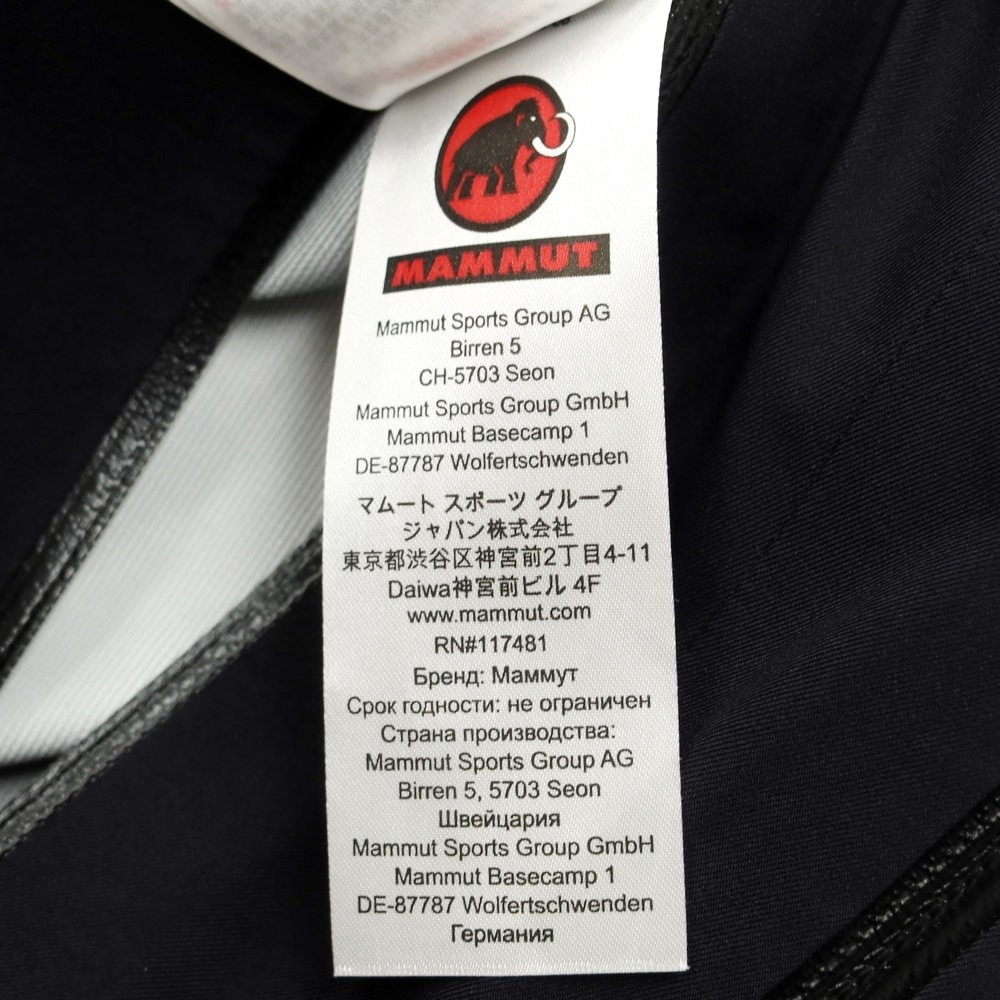 MAMMUT
Mammut Sports Group AG
Birren 5
CH-5703 Seon
Mammut Sports Group GmbH
Mammut Basecamp 1
DE-87787 Wolfertschwenden
マムート スポーツ グループ
ジャパン株式会社
東京都渋谷区神宮前2丁目4-11
Daiwa神宮前ビル 4F
www.mammut.com
RN#117481
Бренд: Маммут
Срок годности: не ограничен
Страна производства:
Mammut Sports Group AG
Birren 5, 5703 Seon
Швейцария
Mammut Sports Group GmbH
Mammut Basecamp 1
DE-87787 Wolfertschwenden
Германия